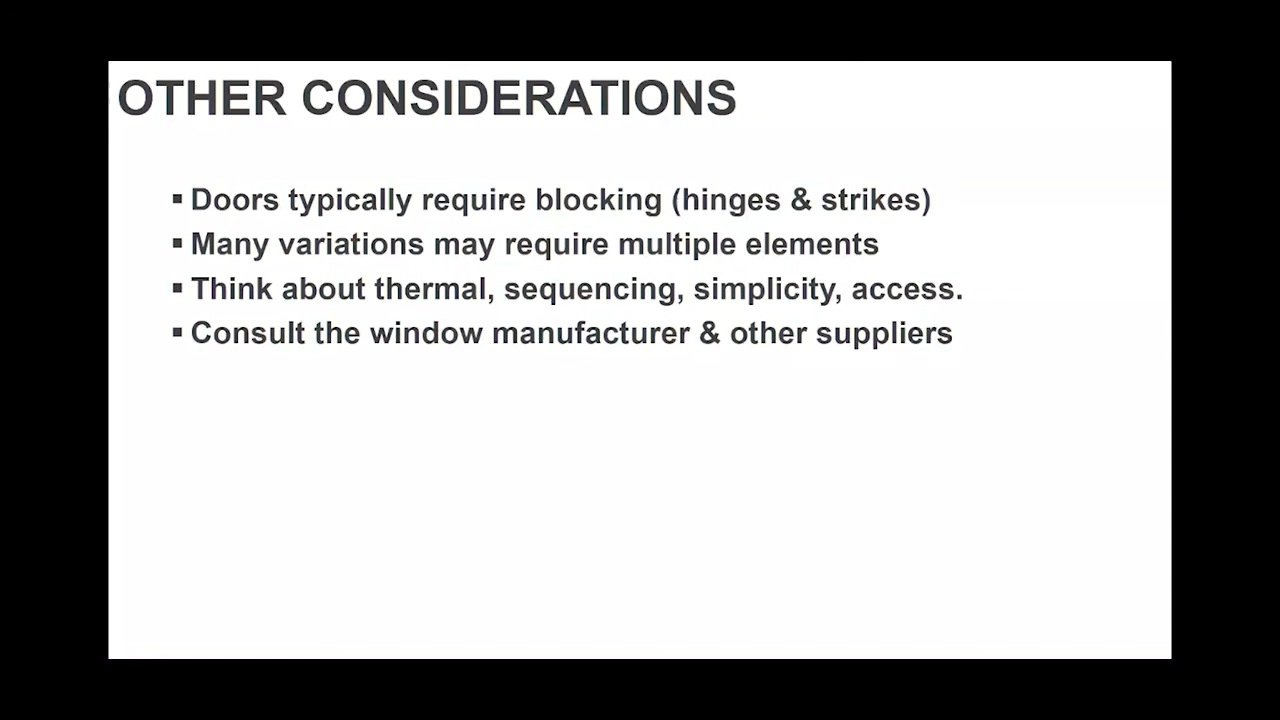 OTHER CONSIDERATIONS
▪ Doors typically require blocking (hinges & strikes)
▪ Many variations may require multiple elements
▪ Think about thermal, sequencing, simplicity, access.
▪ Consult the window manufacturer & other suppliers